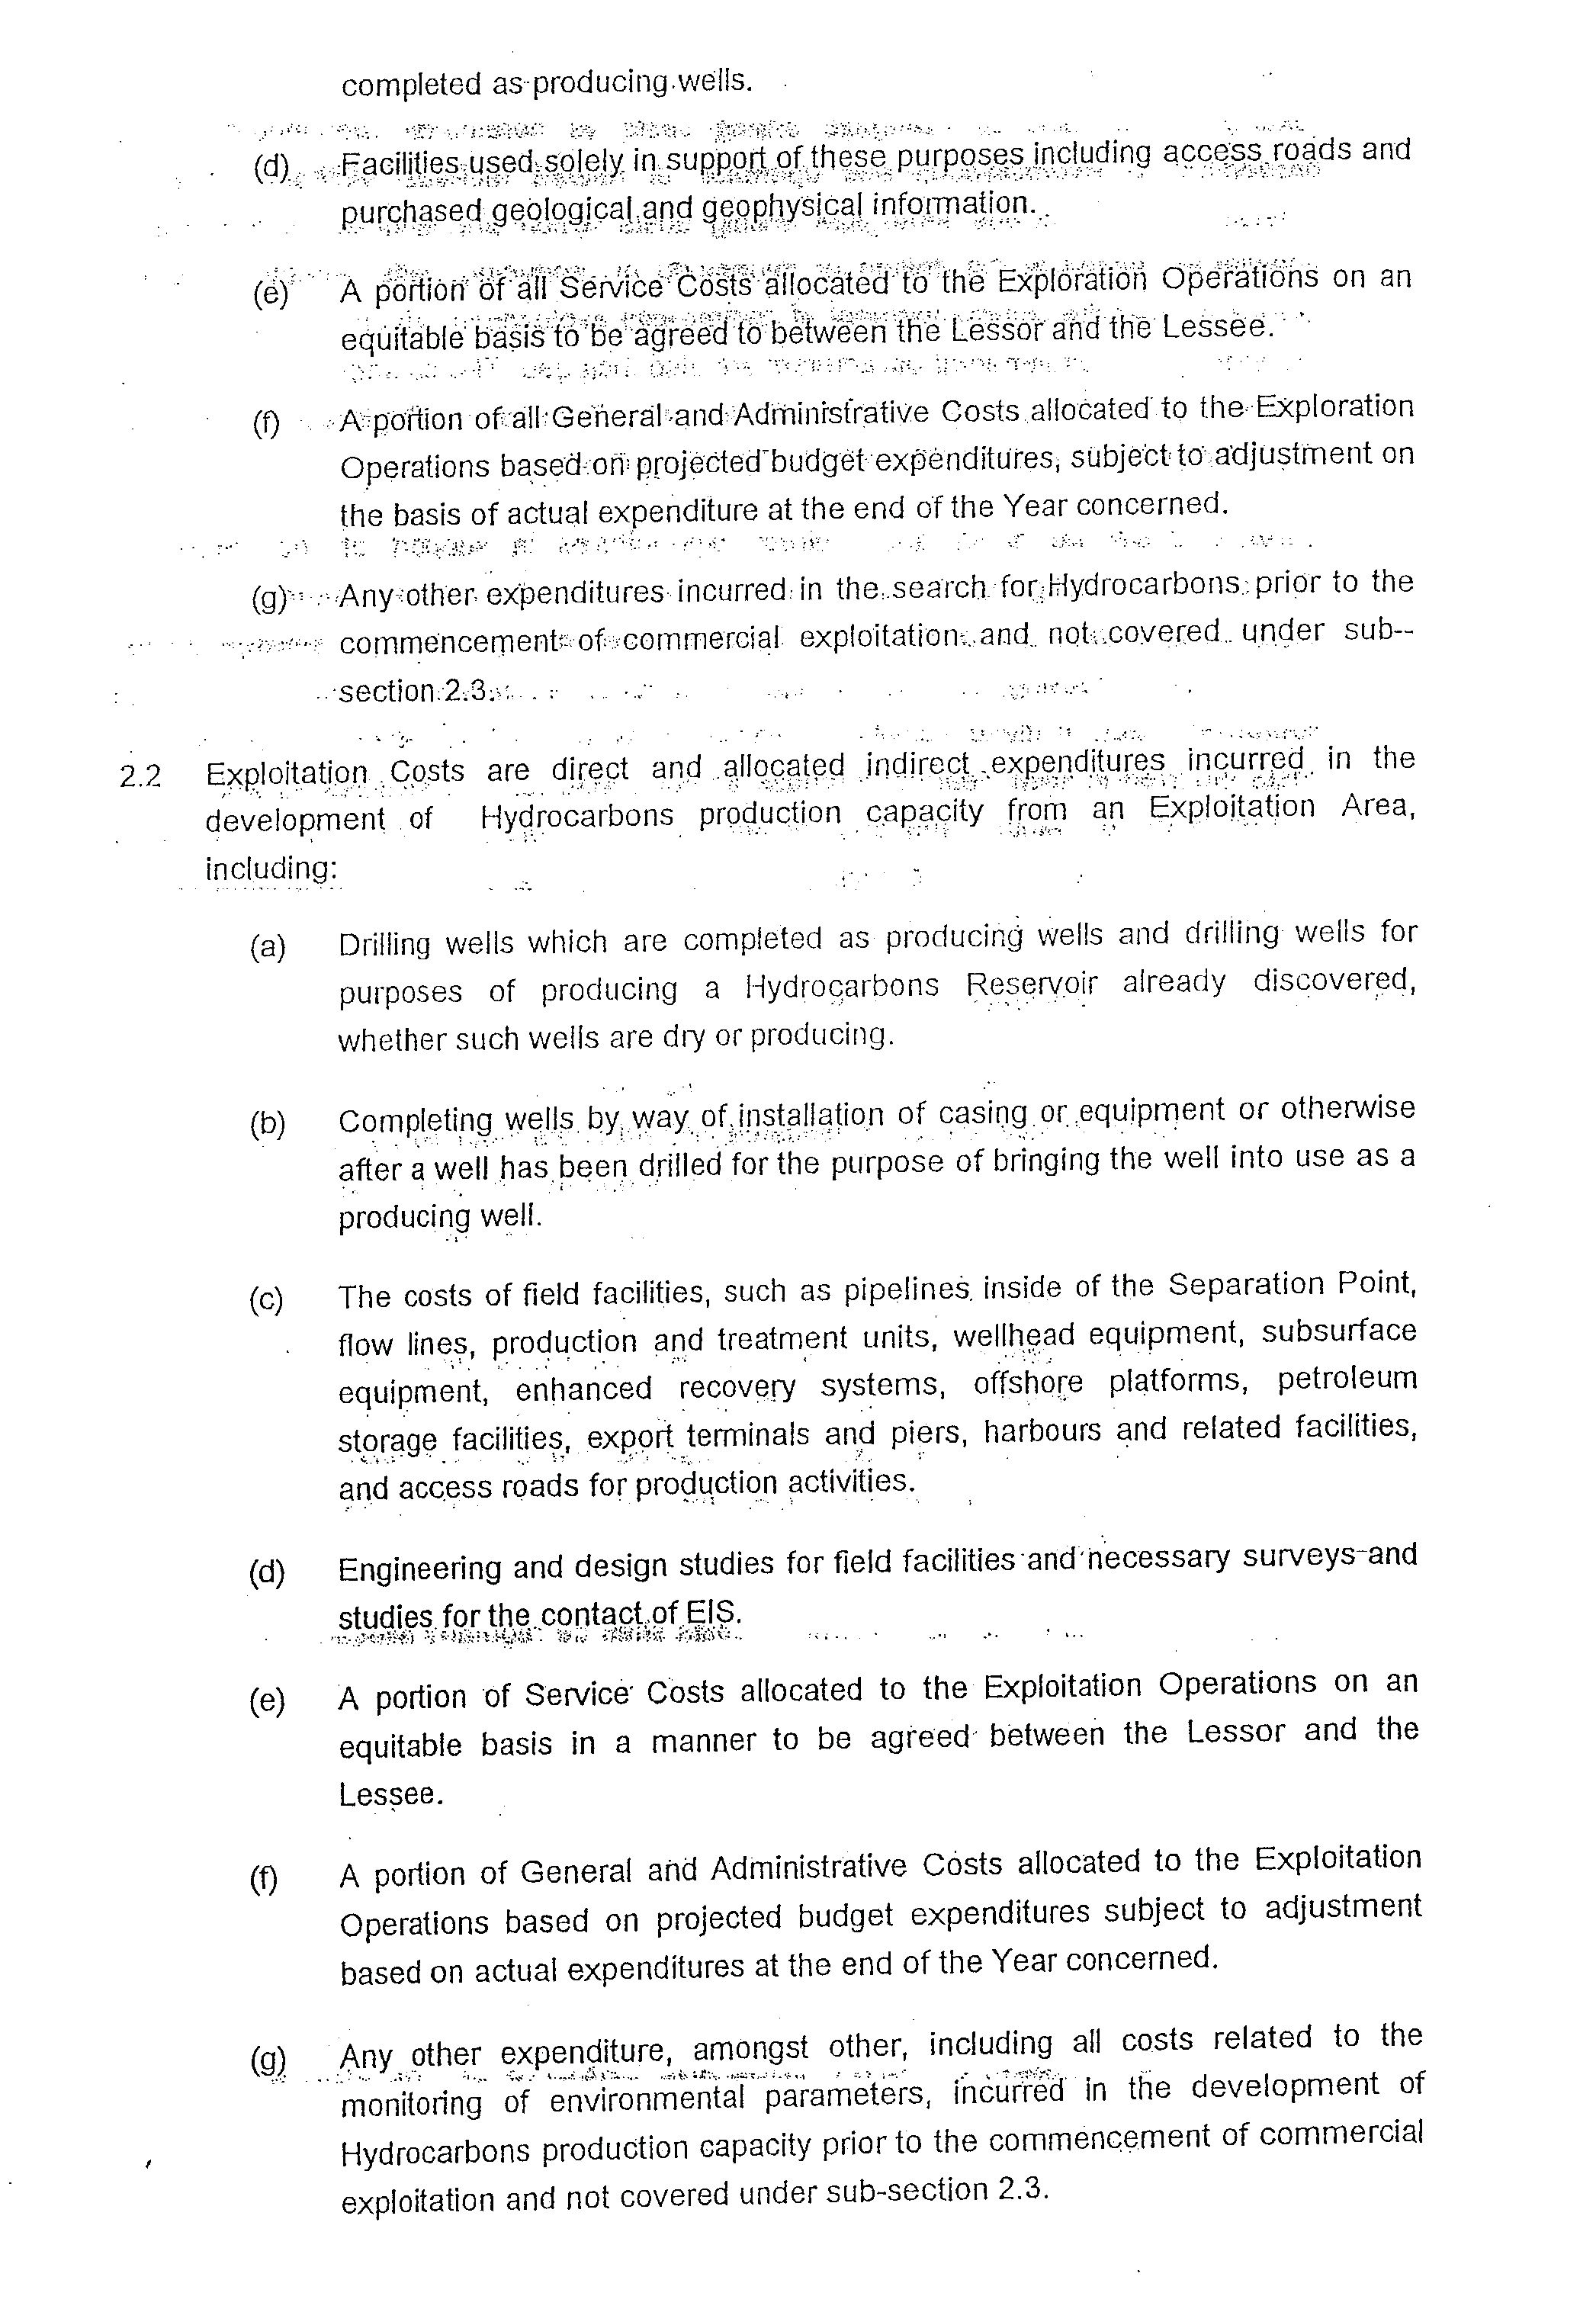 completed as producing wells.
(d) Facilities used solely in support of these purposes including access roads and
purchased geological and geophysical information.
(e) A portion of all Service Costs allocated to the Exploration Operations on an
equitable basis to be agreed to between the Lessor and the Lessee.
(f) A portion of all General and Administrative Costs allocated to the Exploration
Operations based on projected budget expenditures, subject to adjustment on
the basis of actual expenditure at the end of the Year concerned.
(g) Any other expenditures incurred in the search for Hydrocarbons prior to the
commencement of commercial exploitation and not covered under sub--
section 2.3.
2.2 Exploitation Costs are direct and allocated indirect expenditures incurred in the
development of Hydrocarbons production capacity from an Exploitation Area,
including:
(a) Drilling wells which are completed as producing wells and drilling wells for
purposes of producing a Hydrocarbons Reservoir already discovered,
whether such wells are dry or producing.
(b) Completing wells by way of installation of casing or equipment or otherwise
after a well has been drilled for the purpose of bringing the well into use as a
producing well.
(c) The costs of field facilities, such as pipelines inside of the Separation Point,
flow lines, production and treatment units, wellhead equipment, subsurface
equipment, enhanced recovery systems, offshore platforms, petroleum
storage facilities, export terminals and piers, harbours and related facilities,
and access roads for production activities.
(d) Engineering and design studies for field facilities and necessary surveys and
studies for the contact of EIS.
(e) A portion of Service Costs allocated to the Exploitation Operations on an
equitable basis in a manner to be agreed between the Lessor and the
Lessee.
(f) A portion of General and Administrative Costs allocated to the Exploitation
Operations based on projected budget expenditures subject to adjustment
based on actual expenditures at the end of the Year concerned.
(g) Any other expenditure, amongst other, including all costs related to the
monitoring of environmental parameters, incurred in the development of
Hydrocarbons production capacity prior to the commencement of commercial
exploitation and not covered under sub-section 2.3.